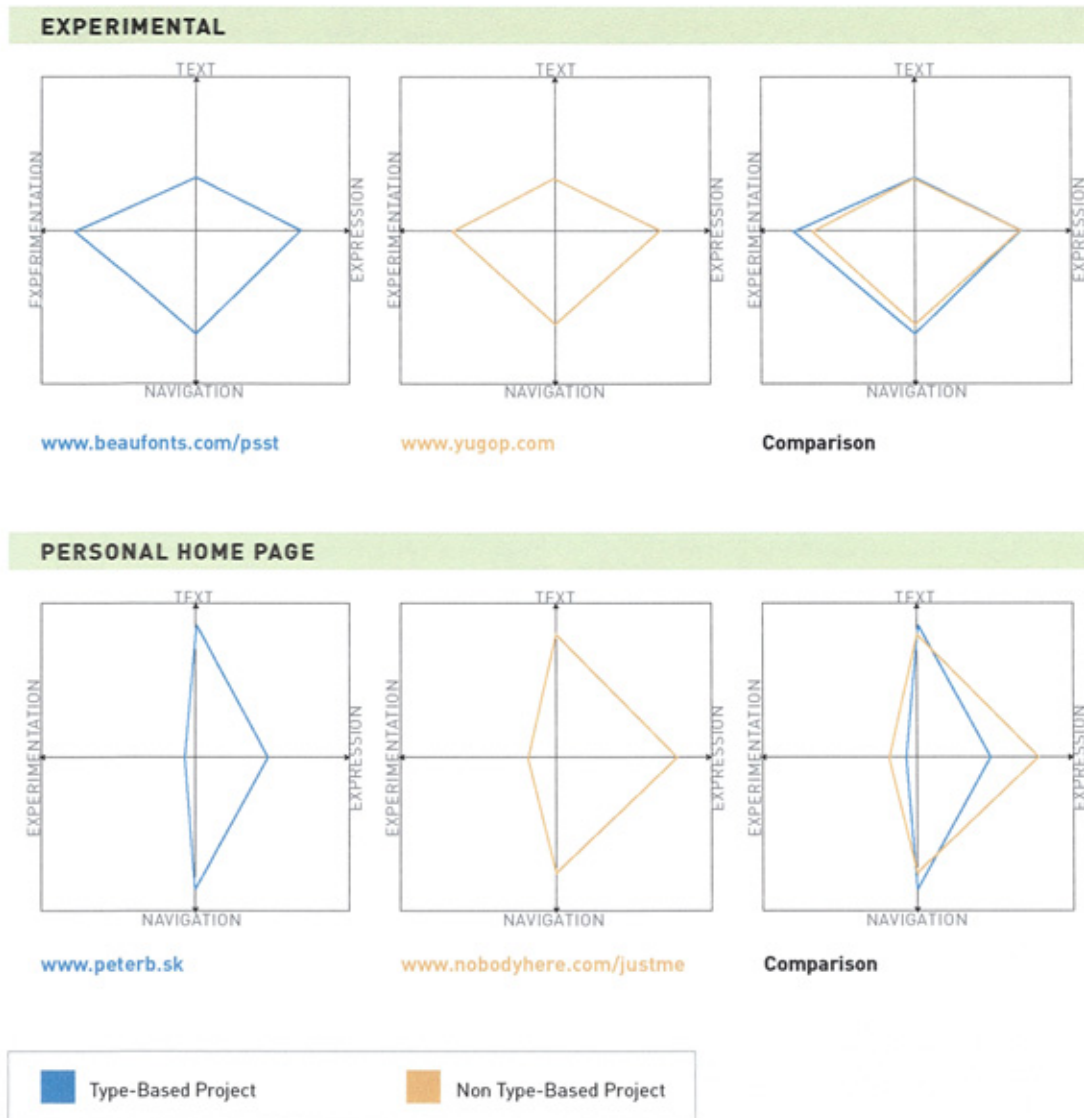 EXPERIMENTAL
TEXT TEXT TEXT
EXPERIMENTATION EXPRESSION EXPERIMENTATION EXPRESSION EXPERIMENTATION EXPRESSION
NAVIGATION NAVIGATION NAVIGATION
www.beaufonts.com/psst www.yugop.com Comparison
PERSONAL HOME PAGE
TEXT TEXT TEXT
EXPERIMENTATION EXPRESSION EXPERIMENTATION EXPRESSION EXPERIMENTATION EXPRESSION
NAVIGATION NAVIGATION NAVIGATION
www.peterb.sk www.nobodyhere.com/justme Comparison
Type-Based Project Non Type-Based Project